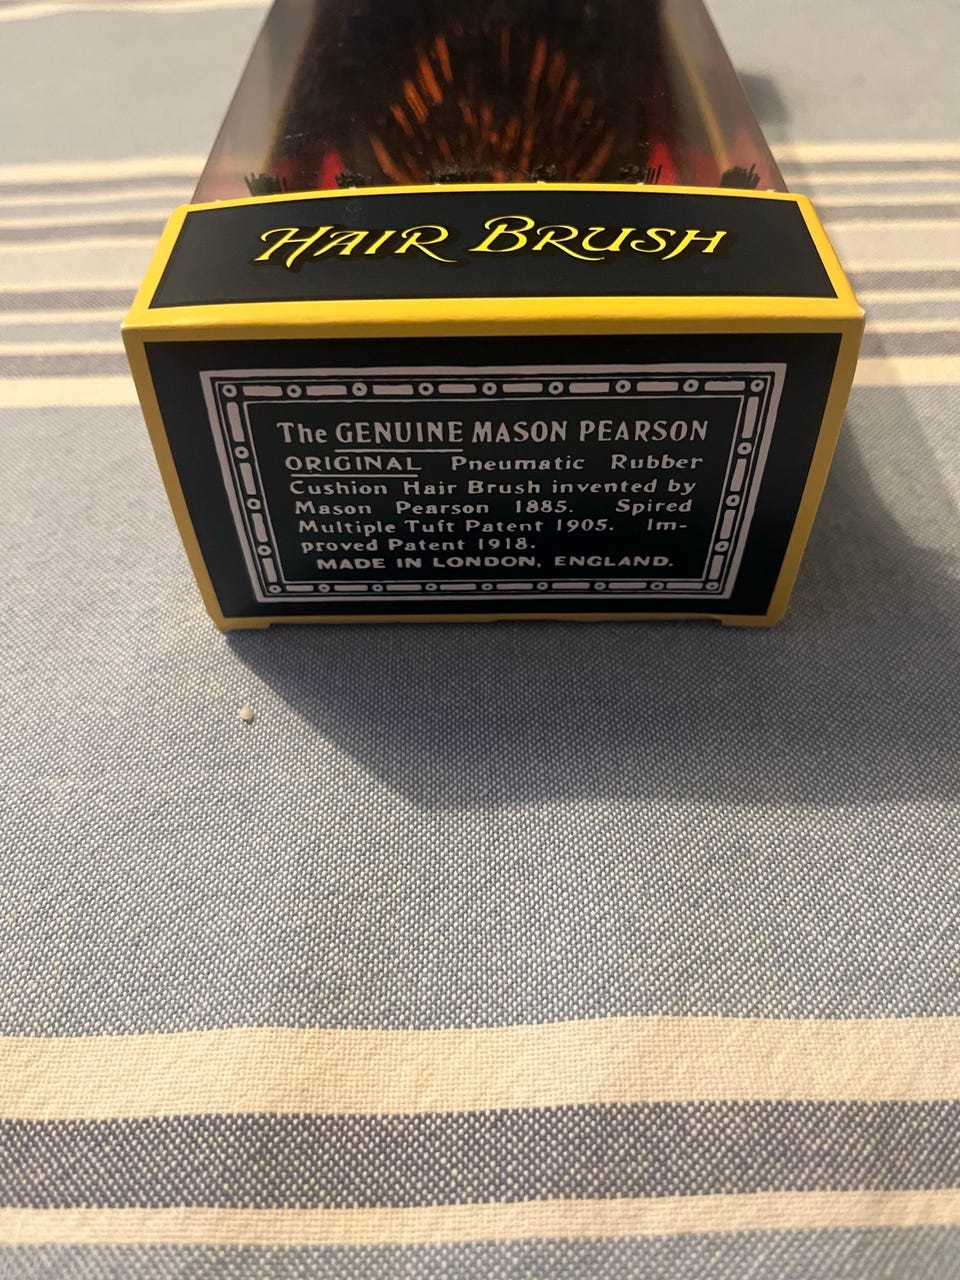 HAIR BRUSH
The GENUINE MASON PEARSON
ORIGINAL Pneumatic Rubber
Cushion Hair Brush invented by
Mason Pearson 1885. Spired
Multiple Tuft Patent 1905. Im-
proved Patent 1918.
MADE IN LONDON, ENGLAND.